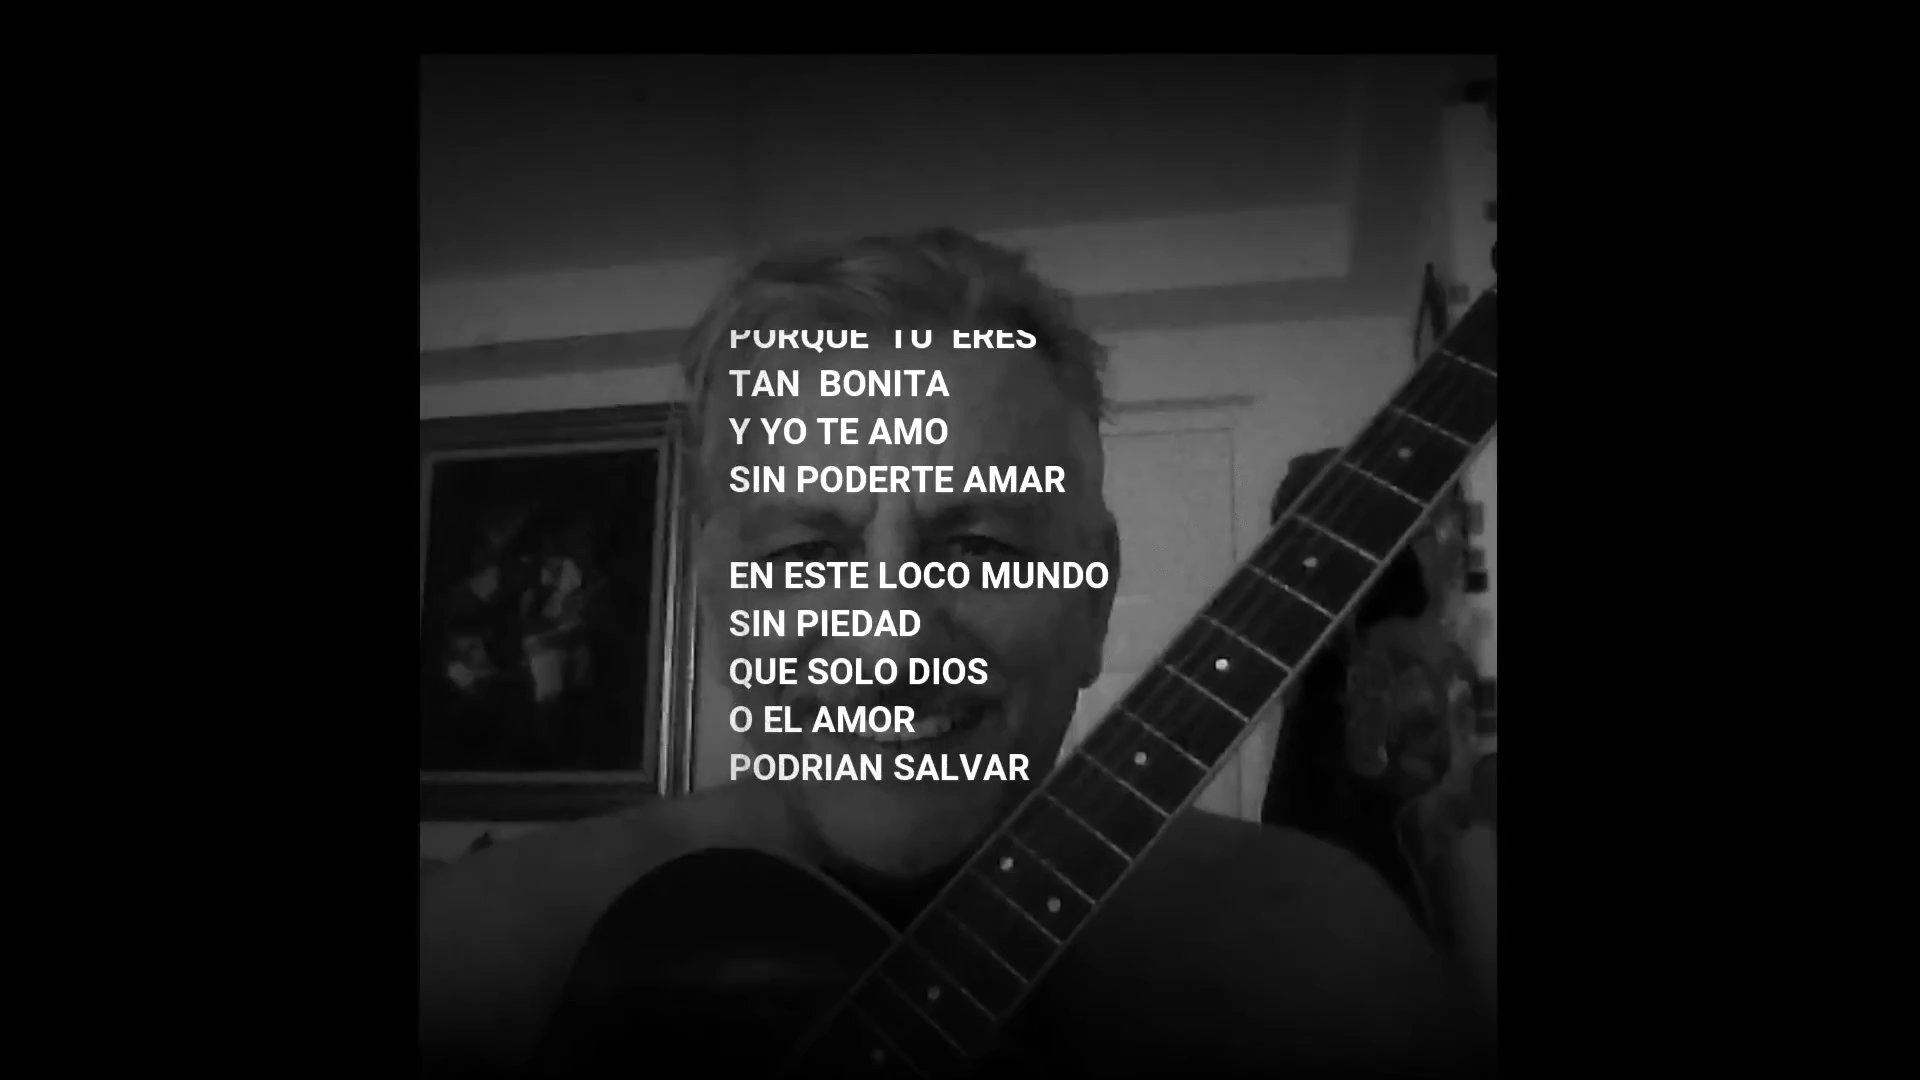 PORQUE TU ERES
TAN BONITA
Y YO TE AMO
SIN PODERTE AMAR
EN ESTE LOCO MUNDO
SIN PIEDAD
QUE SOLO DIOS
O EL AMOR
PODRIAN SALVAR